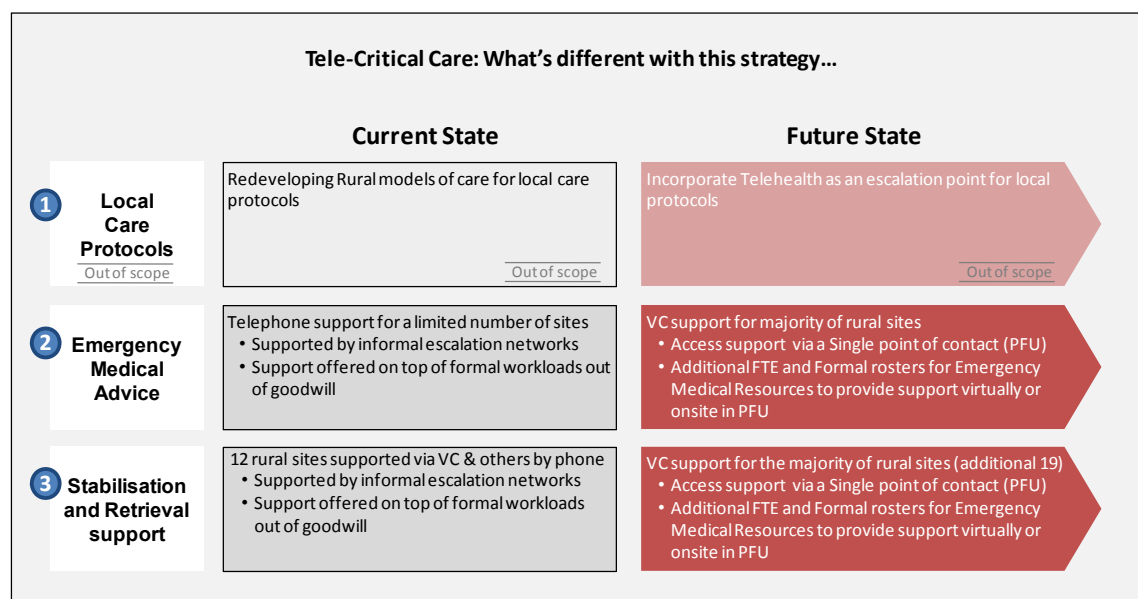 Tele-Critical Care: What's different with this strategy…
Current State
Future State
1
Local
Care
Protocols
Out of scope
Redeveloping Rural models of care for local care
protocols
Out of scope
Incorporate Telehealth as an escalation point for local
protocols
Out of scope
2
Emergency
Medical
Advice
Telephone support for a limited number of sites
• Supported by informal escalation networks
• Support offered on top of formal workloads out
of goodwill
VC support for majority of rural sites
• Access support via a Single point of contact (PFU)
• Additional FTE and Formal rosters for Emergency
Medical Resources to provide support virtually or
onsite in PFU
3
Stabilisation
and Retrieval
support
12 rural sites supported via VC & others by phone
• Supported by informal escalation networks
• Support offered on top of formal workloads
out of goodwill
VC support for the majority of rural sites (additional 19)
• Access support via a Single point of contact (PFU)
• Additional FTE and Formal rosters for Emergency
Medical Resources to provide support virtually or
onsite in PFU